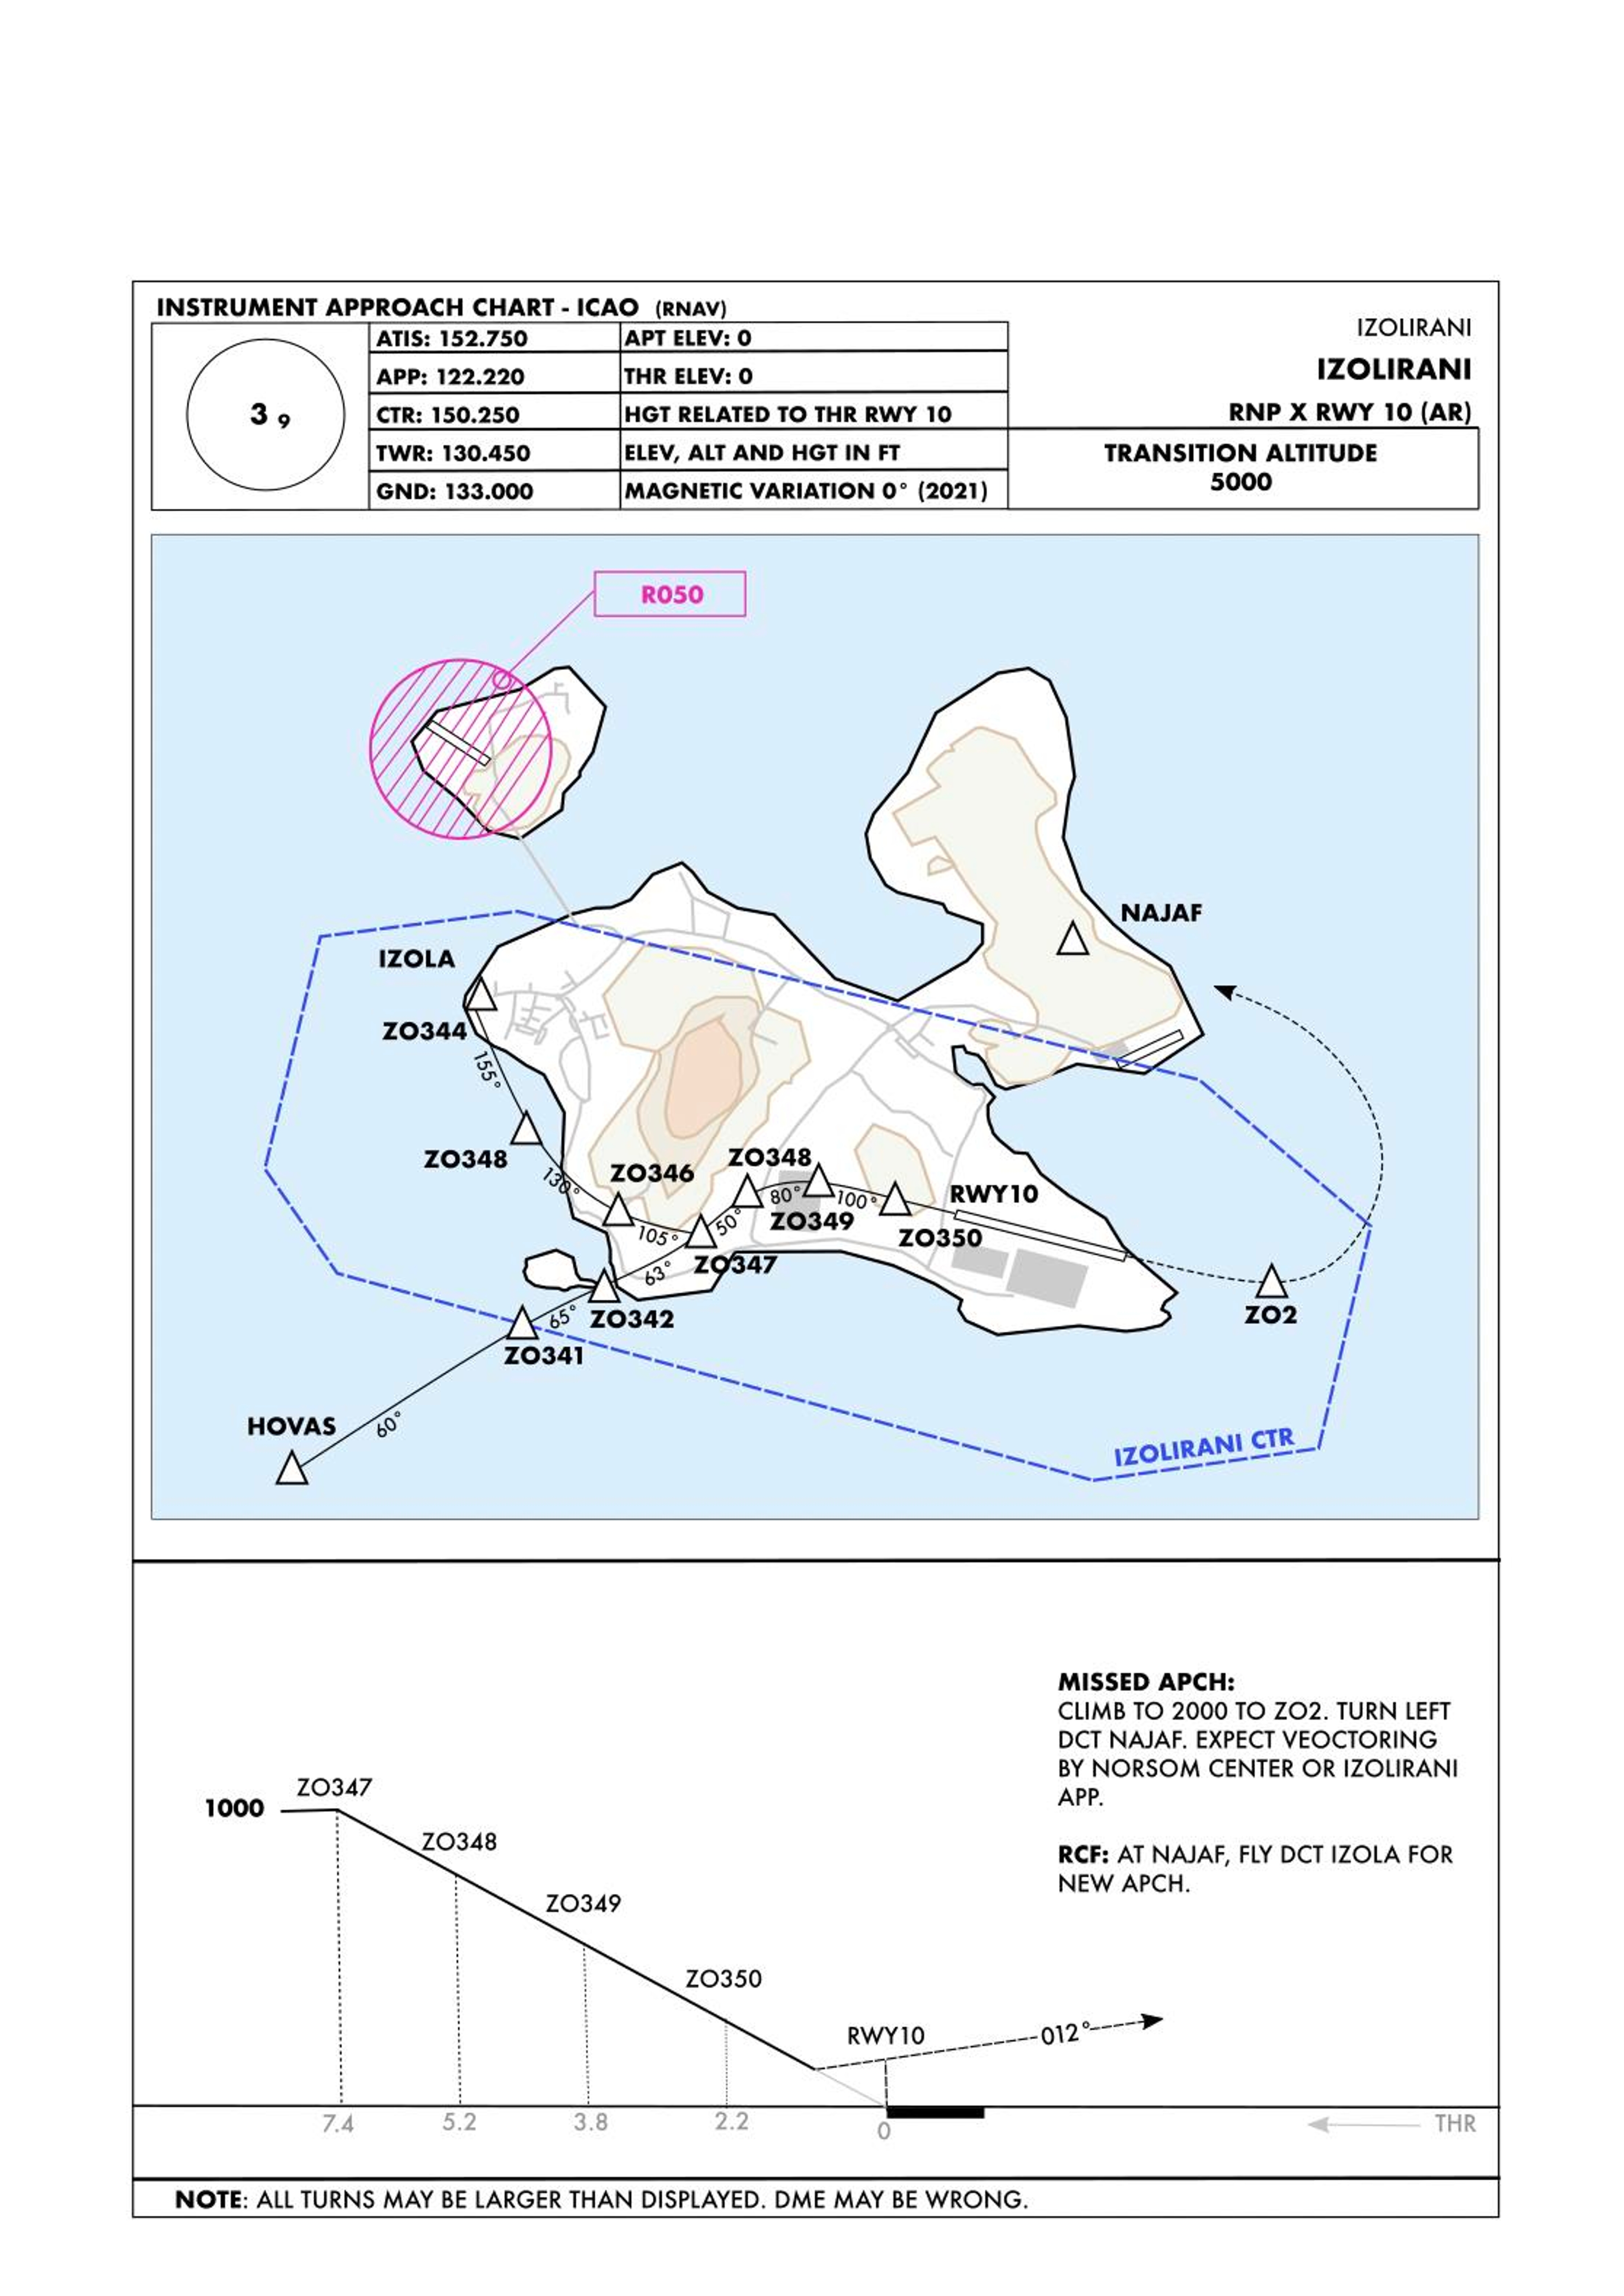 INSTRUMENT APPROACH CHART - ICAO (RNAV)
IZOLIRANI
IZOLIRANI
RNP X RWY 10 (AR)
3 9
ATIS: 152.750
APT ELEV: 0
APP: 122.220
THR ELEV: 0
CTR: 150.250
HGT RELATED TO THR RWY 10
TWR: 130.450
ELEV, ALT AND HGT IN FT
GND: 133.000
MAGNETIC VARIATION 0° (2021)
TRANSITION ALTITUDE
5000
R050
NAJAF
IZOLA
ZO344
155°
ZO348
130°
ZO346
105°
ZO347
50°
ZO348
80°
ZO349
100°
ZO350
RWY10
63°
ZO342
65°
ZO341
60°
HOVAS
ZO2
IZOLIRANI CTR
MISSED APCH:
CLIMB TO 2000 TO ZO2. TURN LEFT
DCT NAJAF. EXPECT VEOCTORING
BY NORSOM CENTER OR IZOLIRANI
APP.
RCF: AT NAJAF, FLY DCT IZOLA FOR
NEW APCH.
1000
ZO347
ZO348
ZO349
ZO350
RWY10
012°
7.4
5.2
3.8
2.2
0
THR
NOTE: ALL TURNS MAY BE LARGER THAN DISPLAYED. DME MAY BE WRONG.